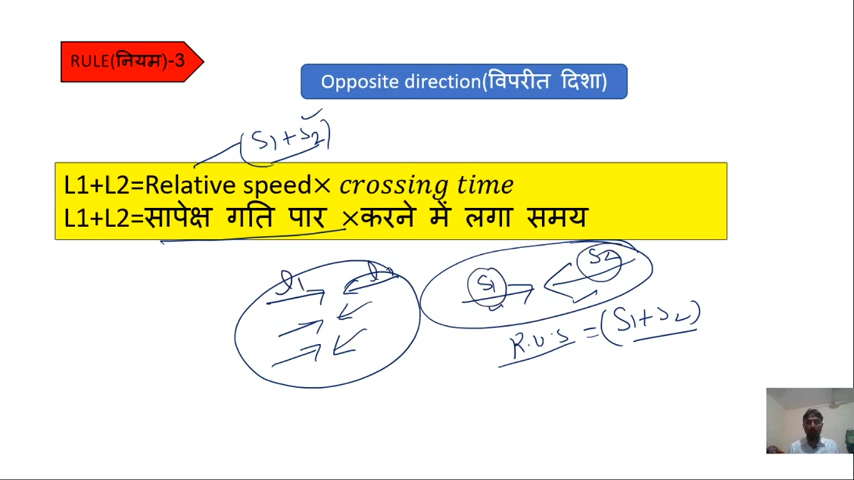 RULE(नियम)-3
Opposite direction(विपरीत दिशा)
(S1+S2)
L1+L2=Relative speed× crossing time
L1+L2=सापेक्ष गति पार ×करने में लगा समय
l1
S1
S2
=(S1+S2)